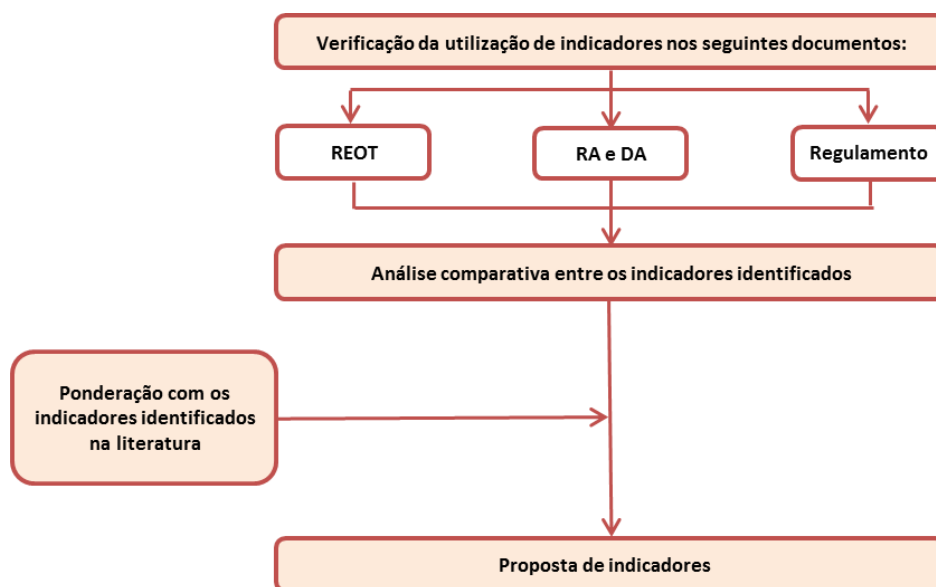 Verificação da utilização de indicadores nos seguintes documentos:
REOT
RA e DA
Regulamento
Análise comparativa entre os indicadores identificados
Ponderação com os
indicadores identificados
na literatura
Proposta de indicadores